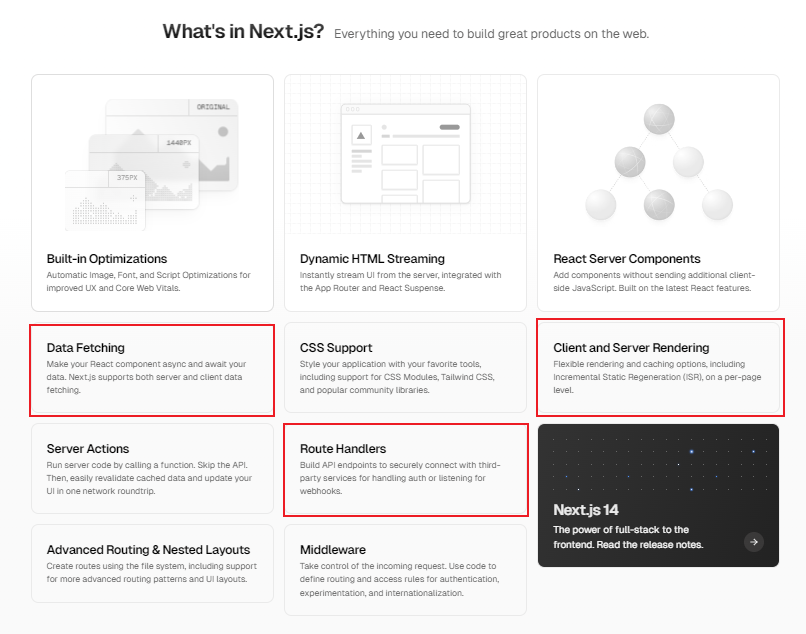 What's in Next.js? Everything you need to build great products on the web.
ORIGINAL
1440PX
375PX
Built-in Optimizations
Automatic Image, Font, and Script Optimizations for
improved UX and Core Web Vitals.
Dynamic HTML Streaming
Instantly stream UI from the server, integrated with
the App Router and React Suspense.
React Server Components
Add components without sending additional client-
side JavaScript. Built on the latest React features.
Data Fetching
Make your React component async and await your
data. Next.js supports both server and client data
fetching.
CSS Support
Style your application with your favorite tools,
including support for CSS Modules, Tailwind CSS,
and popular community libraries.
Client and Server Rendering
Flexible rendering and caching options, including
Incremental Static Regeneration (ISR), on a per-page
level.
Server Actions
Run server code by calling a function. Skip the API.
Then, easily revalidate cached data and update your
UI in one network roundtrip.
Route Handlers
Build API endpoints to securely connect with third-
party services for handling auth or listening for
webhooks.
Next.js 14
The power of full-stack to the
frontend. Read the release notes.
Advanced Routing & Nested Layouts
Create routes using the file system, including support
for more advanced routing patterns and UI layouts.
Middleware
Take control of the incoming request. Use code to
define routing and access rules for authentication,
experimentation, and internationalization.